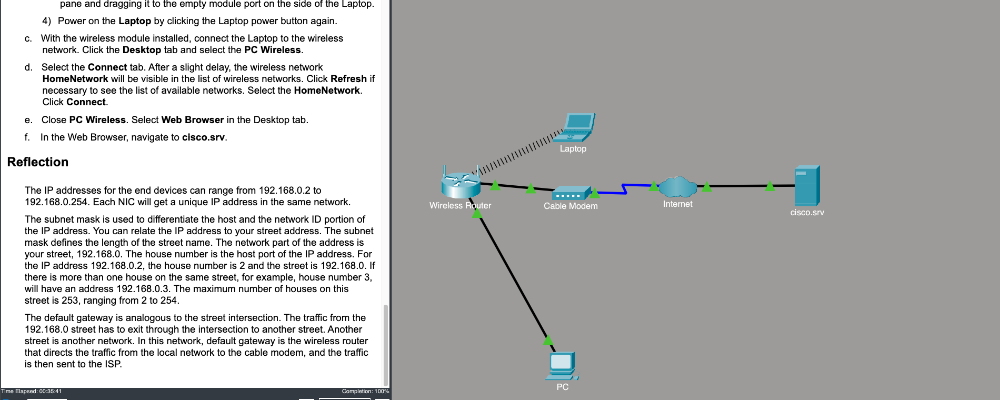 pane and dragging it to the empty module port on the side of the Laptop.
4) Power on the Laptop by clicking the Laptop power button again.
c. With the wireless module installed, connect the Laptop to the wireless
network. Click the Desktop tab and select the PC Wireless.
d. Select the Connect tab. After a slight delay, the wireless network
HomeNetwork will be visible in the list of wireless networks. Click Refresh if
necessary to see the list of available networks. Select the HomeNetwork.
Click Connect.
e. Close PC Wireless. Select Web Browser in the Desktop tab.
f. In the Web Browser, navigate to cisco.srv.
Reflection
The IP addresses for the end devices can range from 192.168.0.2 to
192.168.0.254. Each NIC will get a unique IP address in the same network.
The subnet mask is used to differentiate the host and the network ID portion of
the IP address. You can relate the IP address to your street address. The subnet
mask defines the length of the street name. The network part of the address is
your street, 192.168.0. The house number is the host port of the IP address. For
the IP address 192.168.0.2, the house number is 2 and the street is 192.168.0. If
there is more than one house on the same street, for example, house number 3,
will have an address 192.168.0.3. The maximum number of houses on this
street is 253, ranging from 2 to 254.
The default gateway is analogous to the street intersection. The traffic from the
192.168.0 street has to exit through the intersection to another street. Another
street is another network. In this network, default gateway is the wireless router
that directs the traffic from the local network to the cable modem, and the traffic
is then sent to the ISP.
Time Elapsed: 00:35:41
Completion: 100%
Laptop
Wireless Router
Cable Modem
Internet
cisco.srv
PC